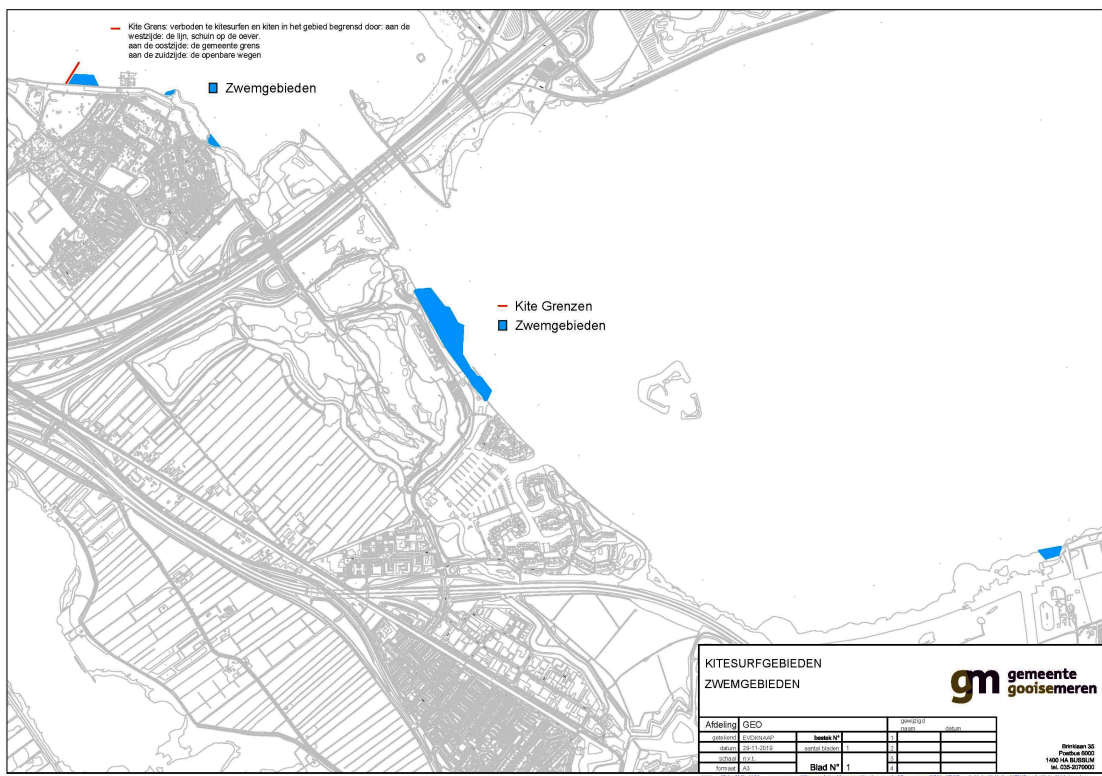 Kite Grens: verboden te kitesurfen en kiten in het gebied begrensd door: aan de
westzijde: de lijn, schuin op de oever.
aan de oostzijde: de gemeente grens
aan de zuidzijde: de openbare wegen
Zwemgebieden
Kite Grenzen
Zwemgebieden
KITESURFGEBIEDEN
ZWEMGEBIEDEN
gm gemeente
gooisemeren
Afdeling GEO
gewijzigd
naam datum
getekend EVDKNAAP bestek N° 1
datum 29-11-2019 aantal bladen 1 2
schaal n.v.t. 3
formaat A3 Blad N° 1 4
Brinklaan 35
Postbus 6000
1400 HA BUSSUM
tel. 035-2070000